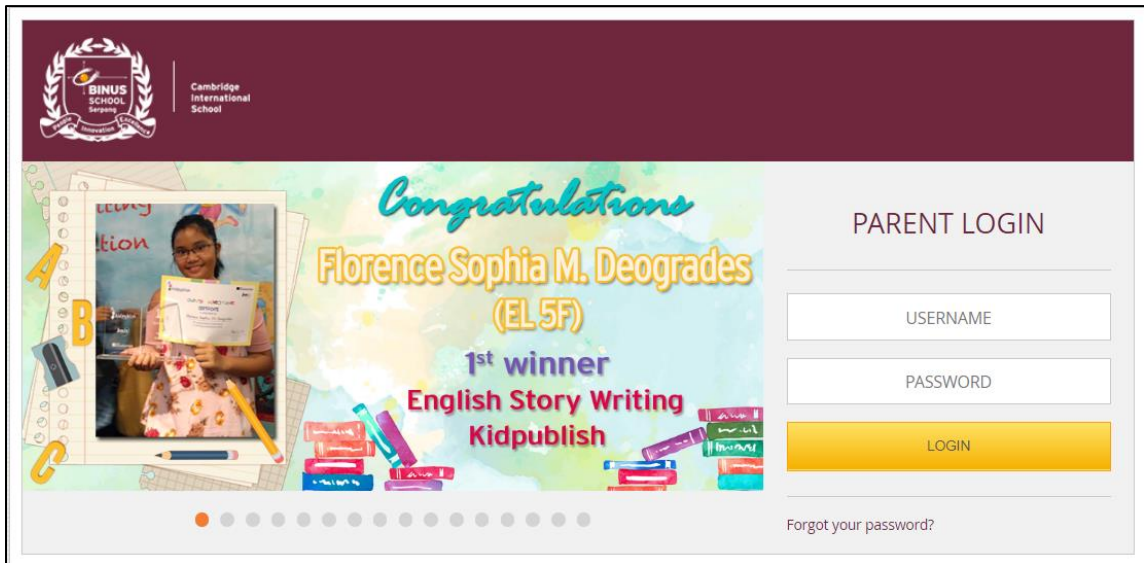 BINUS
SCHOOL
Serpong
People Innovation Excellence
Cambridge
International
School
Congratulations
Florence Sophia M. Deogrades
(EL 5F)
1st winner
English Story Writing
Kidpublish
A
B
C
PARENT LOGIN
USERNAME
PASSWORD
LOGIN
Forgot your password?